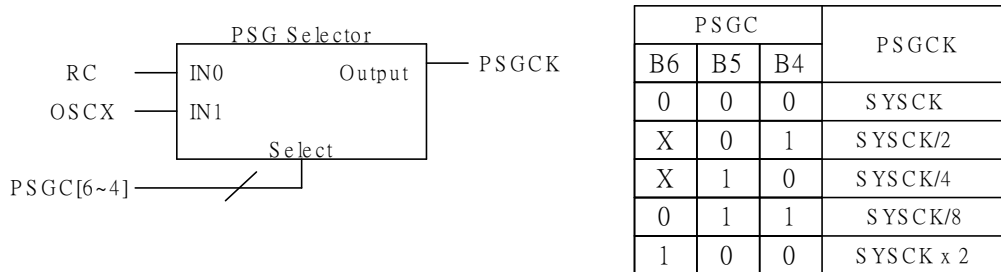 PSG Selector
RC
IN0
Output
PSGCK
OSCX
IN1
Select
PSGC[6~4]
PSGC
PSGCK
B6 B5 B4
0 0 0 SYSCK
X 0 1 SYSCK/2
X 1 0 SYSCK/4
0 1 1 SYSCK/8
1 0 0 SYSCK x 2